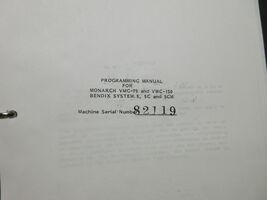 PROGRAMMING MANUAL
FOR
MONARCH VMC-75 and VMC-150
BENDIX SYSTEM 5, 5C and 5CM
Machine Serial Number 82119